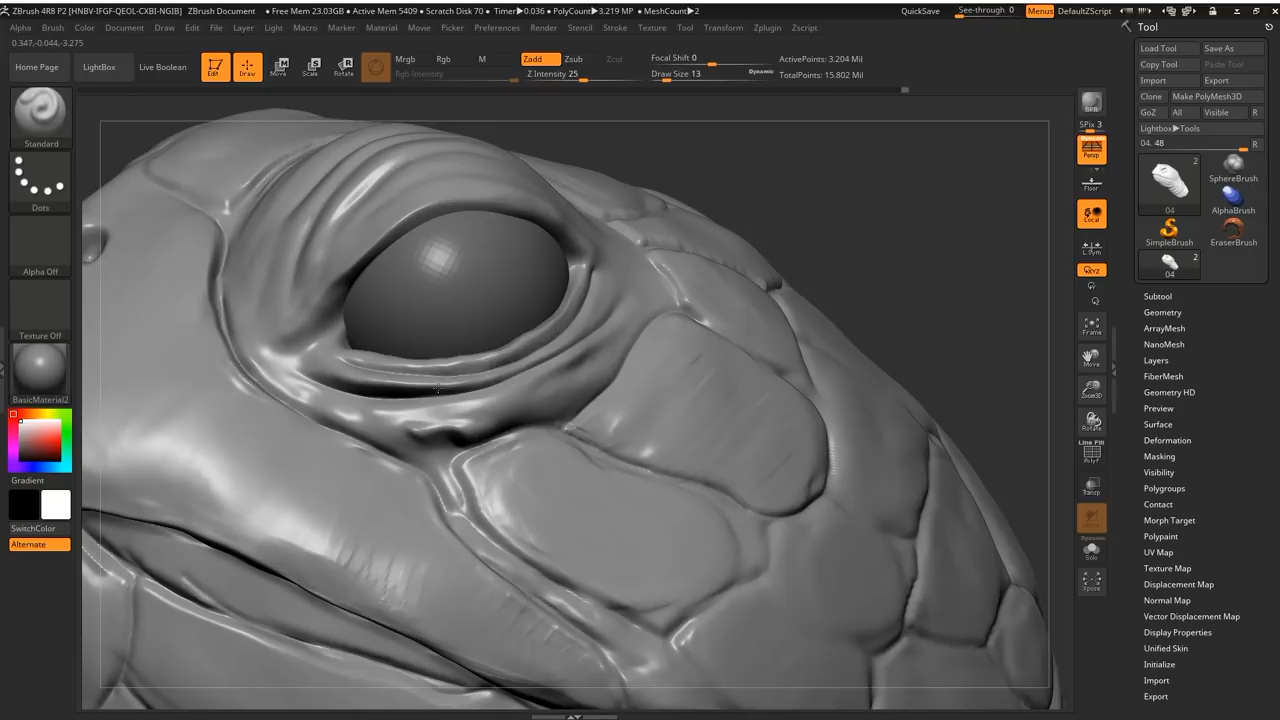 ZBrush 4R8 P2 [HNBV-IFGF-QEOL-CXBI-NGIB] ZBrush Document • Free Mem 23.03GB • Active Mem 5409 • Scratch Disk 70 • Timer▶0.036 • PolyCount▶3.219 MP • MeshCount▶2 QuickSave See-through 0 Menus DefaultZScript
Alpha Brush Color Document Draw Edit File Layer Light Macro Marker Material Movie Picker Preferences Render Stencil Stroke Texture Tool Transform Zplugin Zscript
0.347,-0.044,-3.275
Home Page LightBox Live Boolean Edit Draw Move Scale Rotate
Mrgb Rgb M Zadd Zsub Zcut Focal Shift 0 ActivePoints: 3.204 Mil
Rgb Intensity Z Intensity 25 Draw Size 13 Dynamic TotalPoints: 15.802 Mil
Standard
Dots
Alpha Off
Texture Off
BasicMaterial2
Gradient
SwitchColor
Alternate
BPR
SPix 3
Dynamic
Persp
Floor
Local
L.Sym
XYZ
Frame
Move
Zoom3D
Rotate
Line Fill
PolyF
Transp
Dynamic
Solo
Xpose
Tool
Load Tool Save As
Copy Tool Paste Tool
Import Export
Clone Make PolyMesh3D
GoZ All Visible R
Lightbox▶Tools
04. 48 R
2
04 SphereBrush
AlphaBrush
SimpleBrush EraserBrush
2
04
Subtool
Geometry
ArrayMesh
NanoMesh
Layers
FiberMesh
Geometry HD
Preview
Surface
Deformation
Masking
Visibility
Polygroups
Contact
Morph Target
Polypaint
UV Map
Texture Map
Displacement Map
Normal Map
Vector Displacement Map
Display Properties
Unified Skin
Initialize
Import
Export